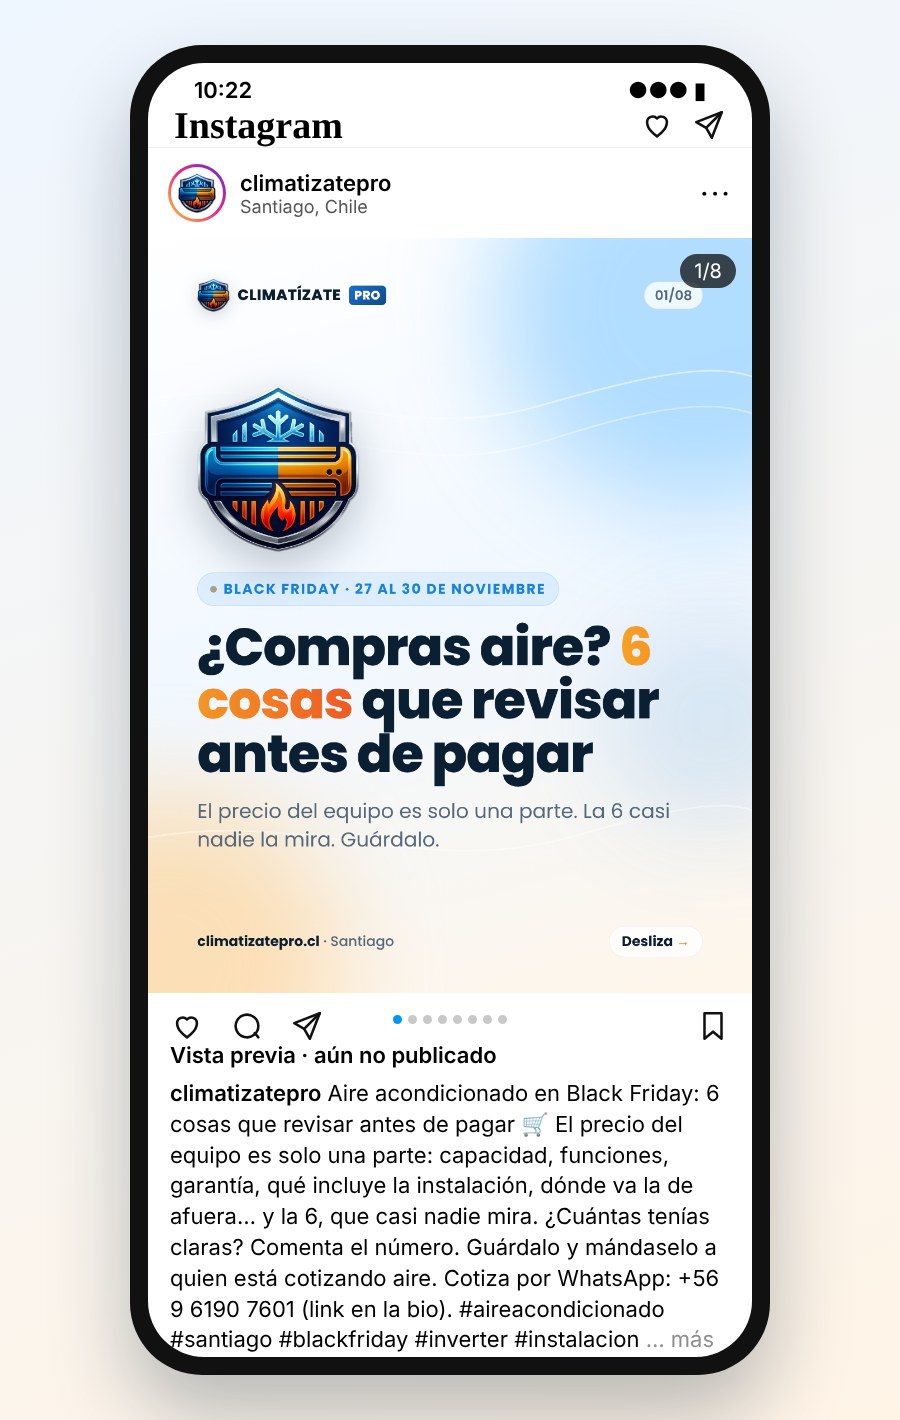 10:22
Instagram
climatizatepro
Santiago, Chile
1/8
CLIMATÍZATE PRO
01/08
BLACK FRIDAY · 27 AL 30 DE NOVIEMBRE
¿Compras aire? 6
cosas que revisar
antes de pagar
El precio del equipo es solo una parte. La 6 casi
nadie la mira. Guárdalo.
climatizatepro.cl · Santiago
Desliza →
Vista previa · aún no publicado
climatizatepro Aire acondicionado en Black Friday: 6
cosas que revisar antes de pagar 🛒 El precio del
equipo es solo una parte: capacidad, funciones,
garantía, qué incluye la instalación, dónde va la de
afuera... y la 6, que casi nadie mira. ¿Cuántas tenías
claras? Comenta el número. Guárdalo y mándaselo a
quien está cotizando aire. Cotiza por WhatsApp: +56
9 6190 7601 (link en la bio). #aireacondicionado
#santiago #blackfriday #inverter #instalacion ... más